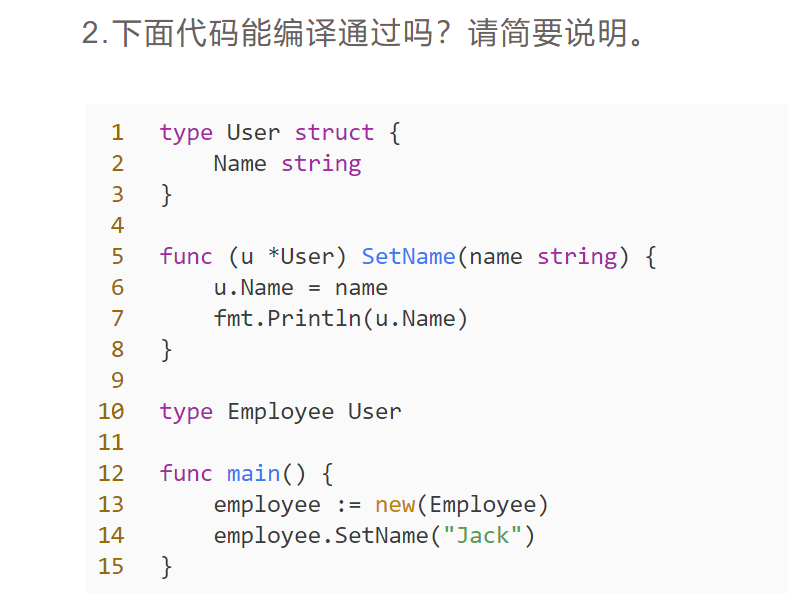 2.下面代码能编译通过吗？请简要说明。
1 type User struct {
2     Name string
3 }
4
5 func (u *User) SetName(name string) {
6     u.Name = name
7     fmt.Println(u.Name)
8 }
9
10 type Employee User
11
12 func main() {
13     employee := new(Employee)
14     employee.SetName("Jack")
15 }